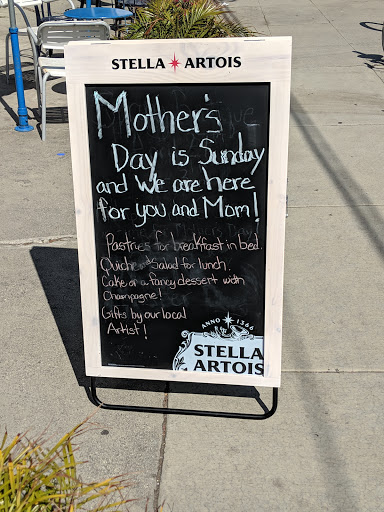 STELLA ARTOIS
Mother's
Day is Sunday
and we are here
for you and Mom!
Pastries for breakfast in bed.
Quiche and Salad for lunch.
Cake or a fancy dessert with
Champagne!
Gifts by our local
Artist!
ANNO 1366
STELLA
ARTOIS